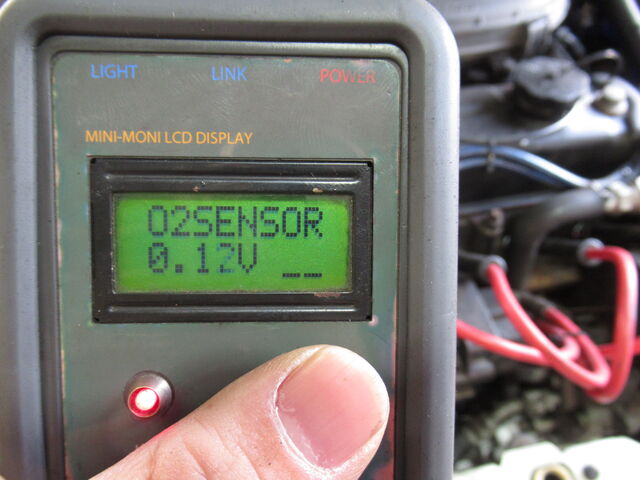 LIGHT LINK POWER
MINI-MONI LCD DISPLAY
O2SENSOR
0.12V __